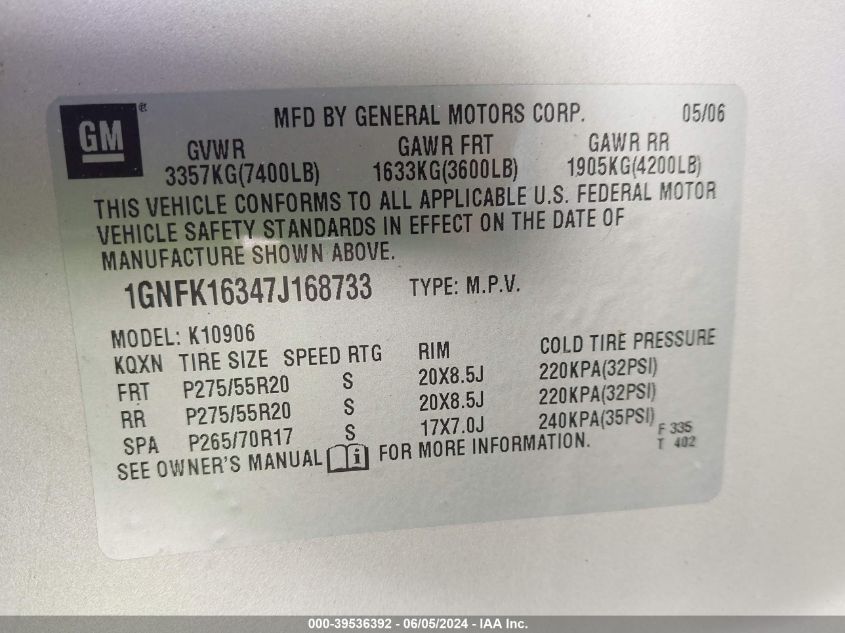 GM ®
MFD BY GENERAL MOTORS CORP. 05/06
GVWR GAWR FRT GAWR RR
3357KG(7400LB) 1633KG(3600LB) 1905KG(4200LB)
THIS VEHICLE CONFORMS TO ALL APPLICABLE U.S. FEDERAL MOTOR
VEHICLE SAFETY STANDARDS IN EFFECT ON THE DATE OF
MANUFACTURE SHOWN ABOVE.
1GNFK16347J168733 TYPE: M.P.V.
MODEL: K10906
KQXN TIRE SIZE SPEED RTG RIM COLD TIRE PRESSURE
FRT P275/55R20 S 20X8.5J 220KPA(32PSI)
RR P275/55R20 S 20X8.5J 220KPA(32PSI)
SPA P265/70R17 S 17X7.0J 240KPA(35PSI) F 335
SEE OWNER'S MANUAL i FOR MORE INFORMATION. T 402
000-39536392 - 06/05/2024 - IAA Inc.